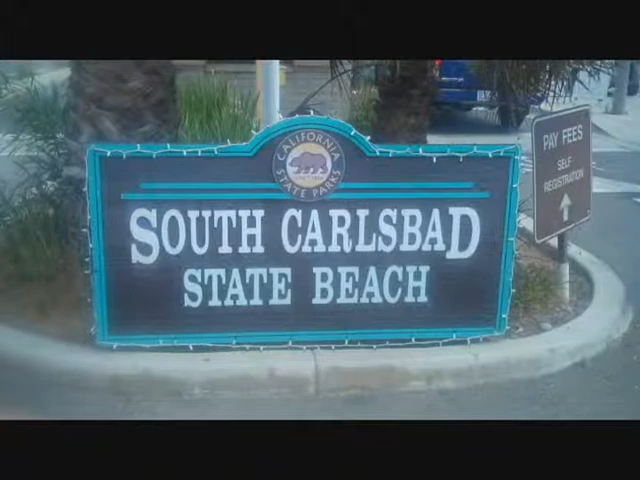 CALIFORNIA
STATE PARKS
SOUTH CARLSBAD
STATE BEACH
PAY FEES
SELF
REGISTRATION